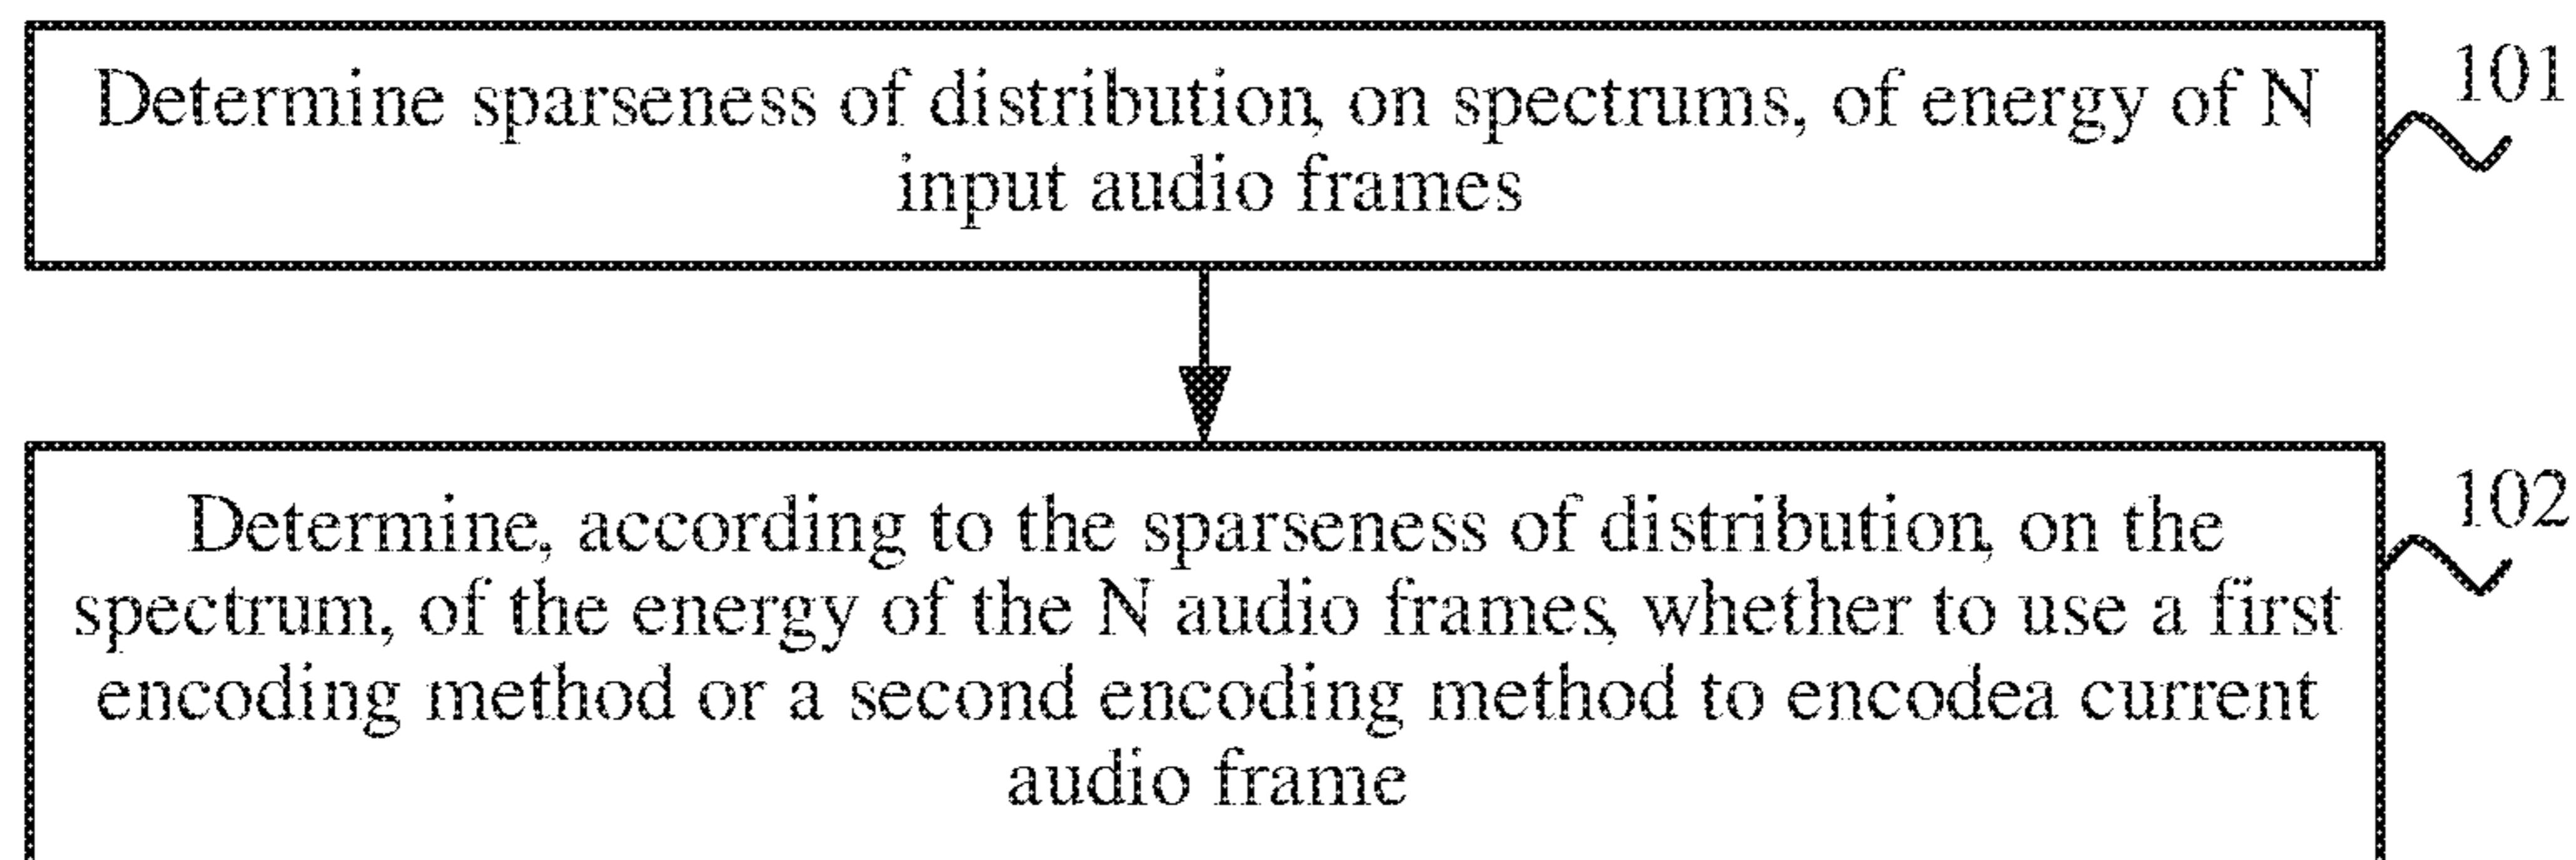 Determine sparseness of distribution, on spectrums, of energy of N
input audio frames
101
Determine, according to the sparseness of distribution, on the
spectrum, of the energy of the N audio frames, whether to use a first
encoding method or a second encoding method to encodea current
audio frame
102